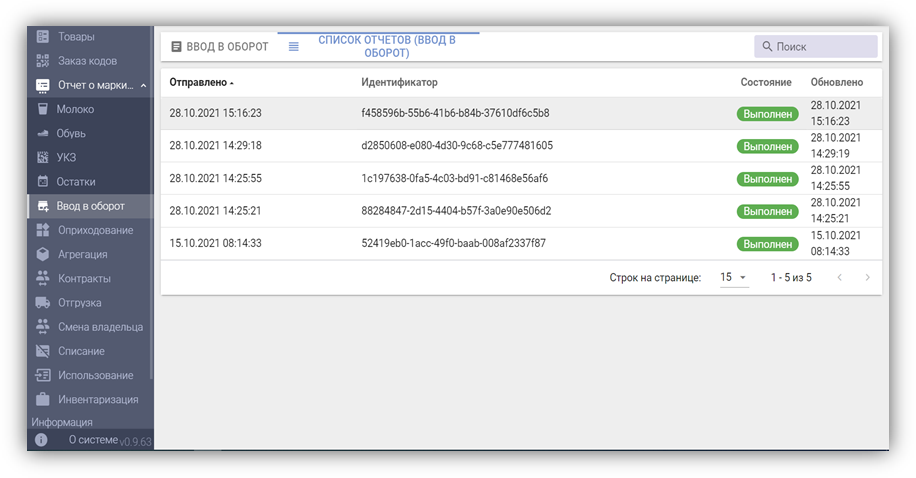 Товары
Заказ кодов
Отчет о марки...
Молоко
Обувь
УКЗ
Остатки
Ввод в оборот
Оприходование
Агрегация
Контракты
Отгрузка
Смена владельца
Списание
Использование
Инвентаризация
Информация
О системе v0.9.63
ВВОД В ОБОРОТ
СПИСОК ОТЧЕТОВ (ВВОД В
ОБОРОТ)
Поиск
Отправлено Идентификатор Состояние Обновлено
28.10.2021 15:16:23 f458596b-55b6-41b6-b84b-37610df6c5b8 Выполнен 28.10.2021
15:16:23
28.10.2021 14:29:18 d2850608-e080-4d30-9c68-c5e777481605 Выполнен 28.10.2021
14:29:19
28.10.2021 14:25:55 1c197638-0fa5-4c03-bd91-c81468e56af6 Выполнен 28.10.2021
14:25:55
28.10.2021 14:25:21 88284847-2d15-4404-b57f-3a0e90e506d2 Выполнен 28.10.2021
14:25:21
15.10.2021 08:14:33 52419eb0-1acc-49f0-baab-008af2337f87 Выполнен 15.10.2021
08:14:33
Строк на странице: 15 1 - 5 из 5